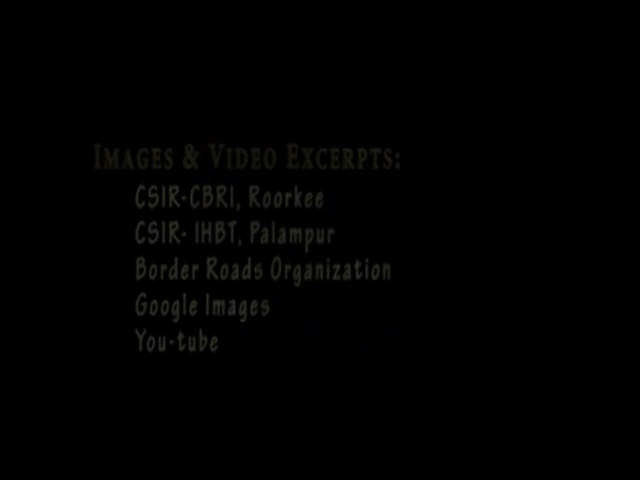 IMAGES & VIDEO EXCERPTS:
CSIR-CBRI, Roorkee
CSIR- IHBT, Palampur
Border Roads Organization
Google Images
You-tube